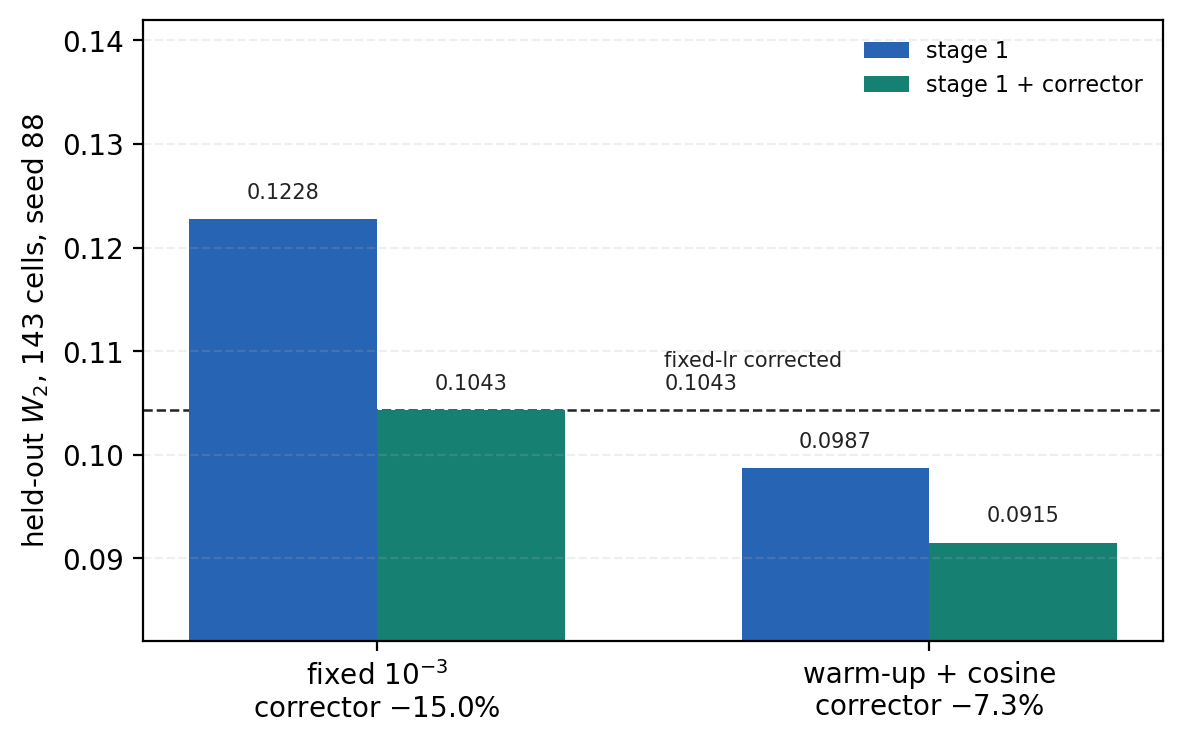 held-out W₂, 143 cells, seed 88
0.14
0.13
0.12
0.11
0.10
0.09
stage 1
stage 1 + corrector
0.1228
0.1043
fixed-lr corrected
0.1043
0.0987
0.0915
fixed 10⁻³
corrector −15.0%
warm-up + cosine
corrector −7.3%